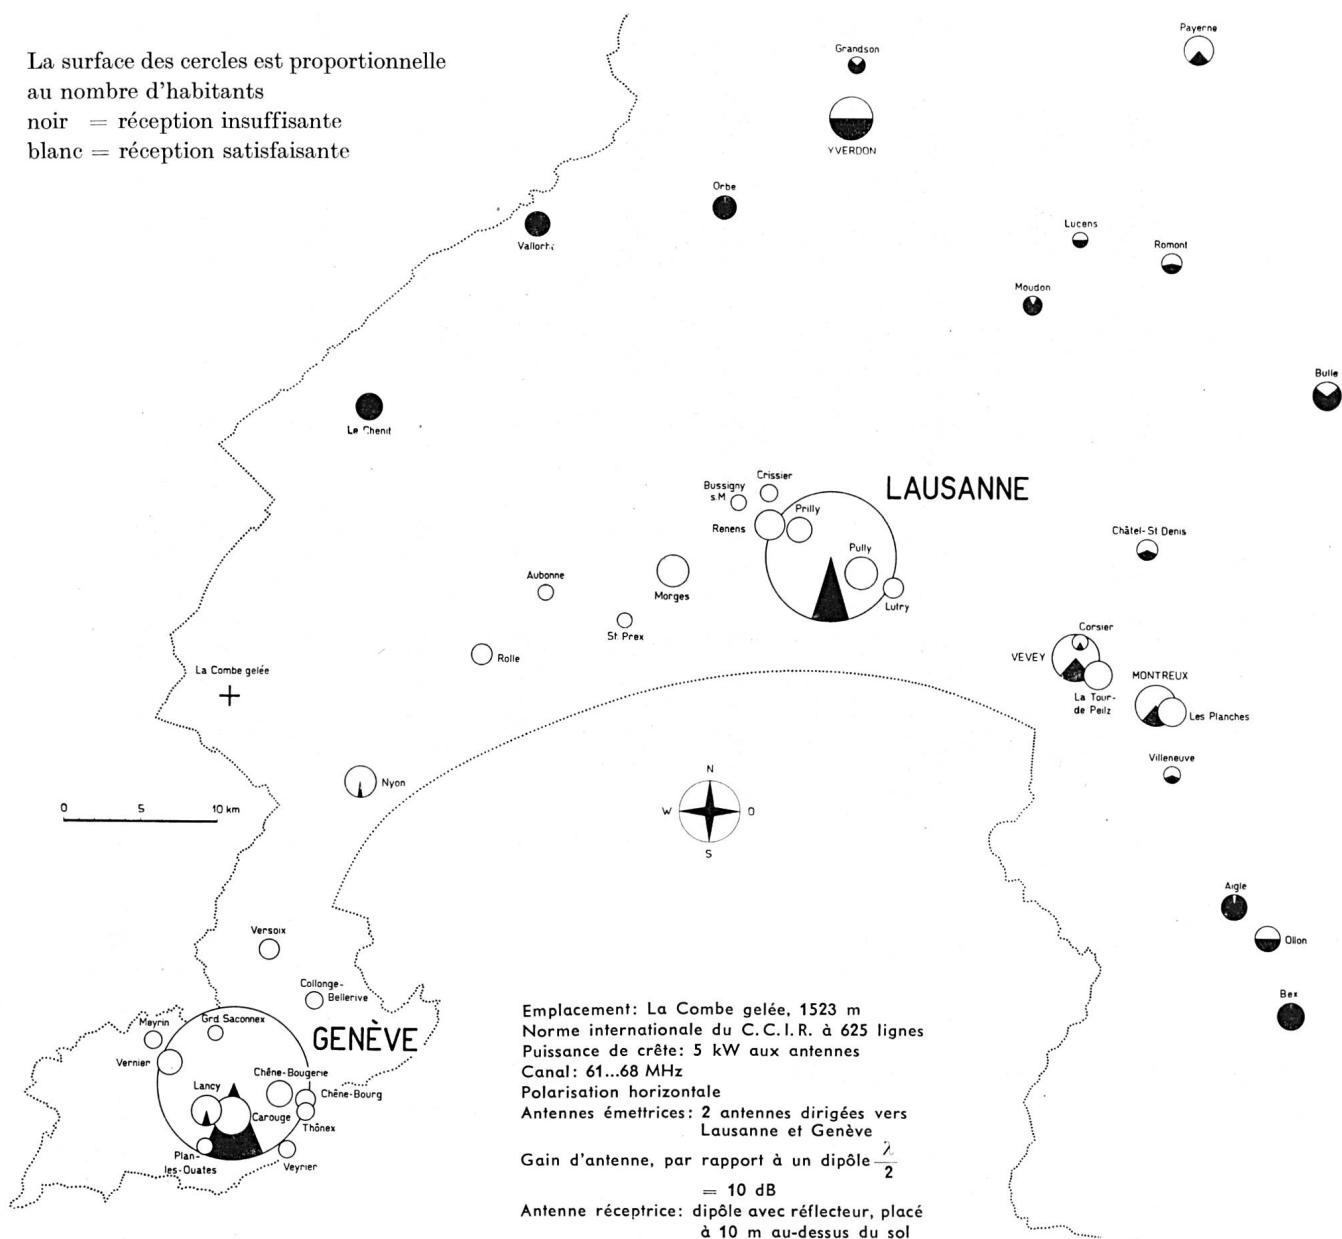 La surface des cercles est proportionnelle
au nombre d'habitants
noir = réception insuffisante
blanc = réception satisfaisante
Payerne
Grandson
YVERDON
Orbe
Vallorbe
Lucens
Romont
Moudon
Bulle
Le Chenit
Crissier
Bussigny
s.M
LAUSANNE
Prilly
Renens
Châtel-St Denis
Pully
Aubonne
Morges
Lutry
St. Prex
Corsier
Rolle
VEVEY
La Combe gelée
MONTREUX
La Tour-
de Peilz
Les Planches
Villeneuve
N
Nyon
0 5 10 km
W O
S
Aigle
Versoix
Ollon
Collonge-
Bellerive
Bex
Grd Saconnex
Meyrin
GENÈVE
Vernier
Chêne-Bougerie
Lancy
Chêne-Bourg
Carouge
Thônex
Plan-
les-Ouates
Veyrier
Emplacement: La Combe gelée, 1523 m
Norme internationale du C.C.I.R. à 625 lignes
Puissance de crête: 5 kW aux antennes
Canal: 61...68 MHz
Polarisation horizontale
Antennes émettrices: 2 antennes dirigées vers
Lausanne et Genève
Gain d'antenne, par rapport à un dipôle λ/2
= 10 dB
Antenne réceptrice: dipôle avec réflecteur, placé
à 10 m au-dessus du sol